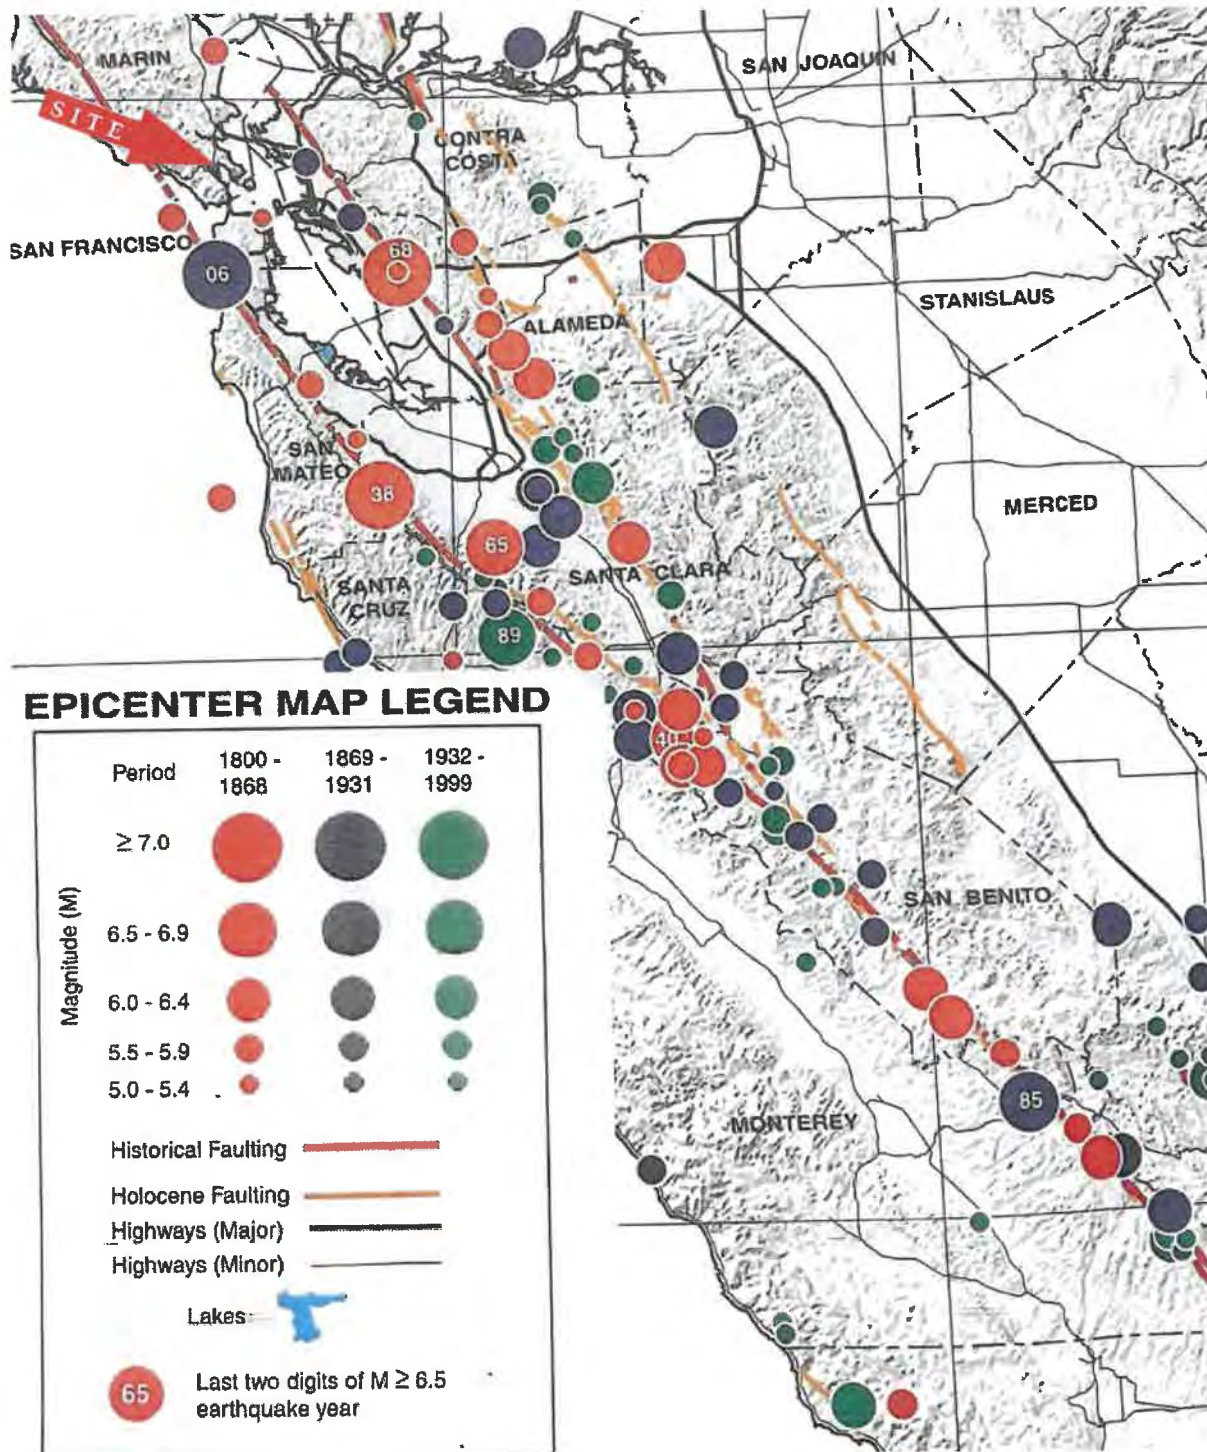 MARIN
SAN JOAQUIN
SITE
CONTRA
COSTA
SAN FRANCISCO
06
68
STANISLAUS
ALAMEDA
SAN
MATEO
38
MERCED
65
SANTA CLARA
SANTA
CRUZ
89
EPICENTER MAP LEGEND
40
Period
1800 -
1868
1869 -
1931
1932 -
1999
≥ 7.0
Magnitude (M)
6.5 - 6.9
6.0 - 6.4
5.5 - 5.9
5.0 - 5.4
SAN BENITO
85
MONTEREY
Historical Faulting
Holocene Faulting
Highways (Major)
Highways (Minor)
Lakes
65
Last two digits of M ≥ 6.5
earthquake year